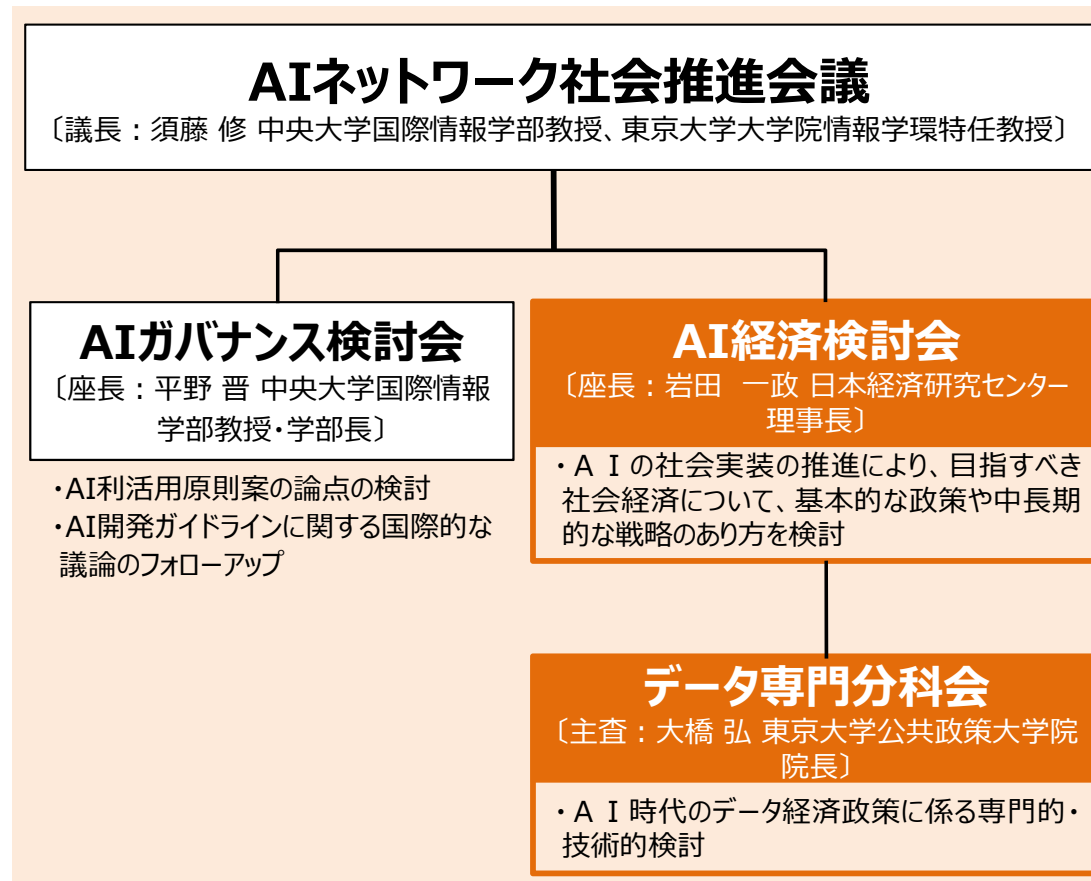 AIネットワーク社会推進会議
〔議長：須藤 修 中央大学国際情報学部教授、東京大学大学院情報学環特任教授〕
AIガバナンス検討会
〔座長：平野 晋 中央大学国際情報
学部教授・学部長〕
・AI利活用原則案の論点の検討
・AI開発ガイドラインに関する国際的な
議論のフォローアップ
AI経済検討会
〔座長：岩田　一政 日本経済研究センター
理事長〕
・ＡＩの社会実装の推進により、目指すべき
社会経済について、基本的な政策や中長期
的な戦略のあり方を検討
データ専門分科会
〔主査：大橋 弘 東京大学公共政策大学院
院長〕
・ＡＩ時代のデータ経済政策に係る専門的・
技術的検討